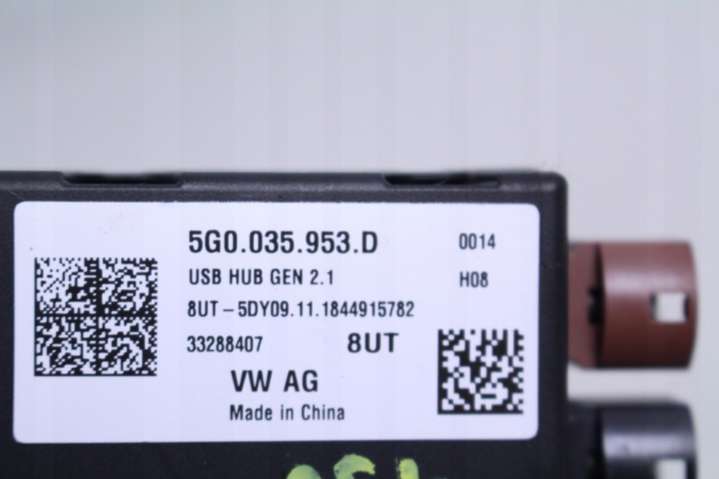 5G0.035.953.D 0014
USB HUB GEN 2.1 H08
8UT-5DY09.11.1844915782
33288407 8UT
VW AG
Made in China